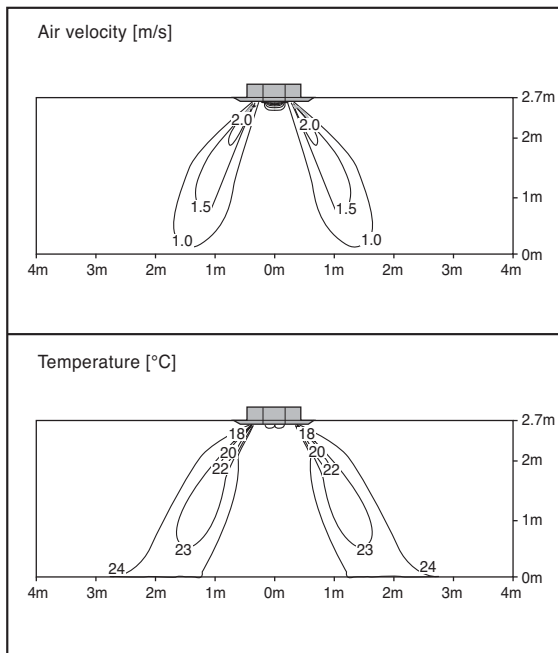 Air velocity [m/s]
2.7m
2.0 2.0
2m
1m
1.5 1.5
1.0 1.0
0m
4m 3m 2m 1m 0m 1m 2m 3m 4m
Temperature [°C]
2.7m
18 18
20 20
2m
22 22
1m
23 23
24 24
0m
4m 3m 2m 1m 0m 1m 2m 3m 4m